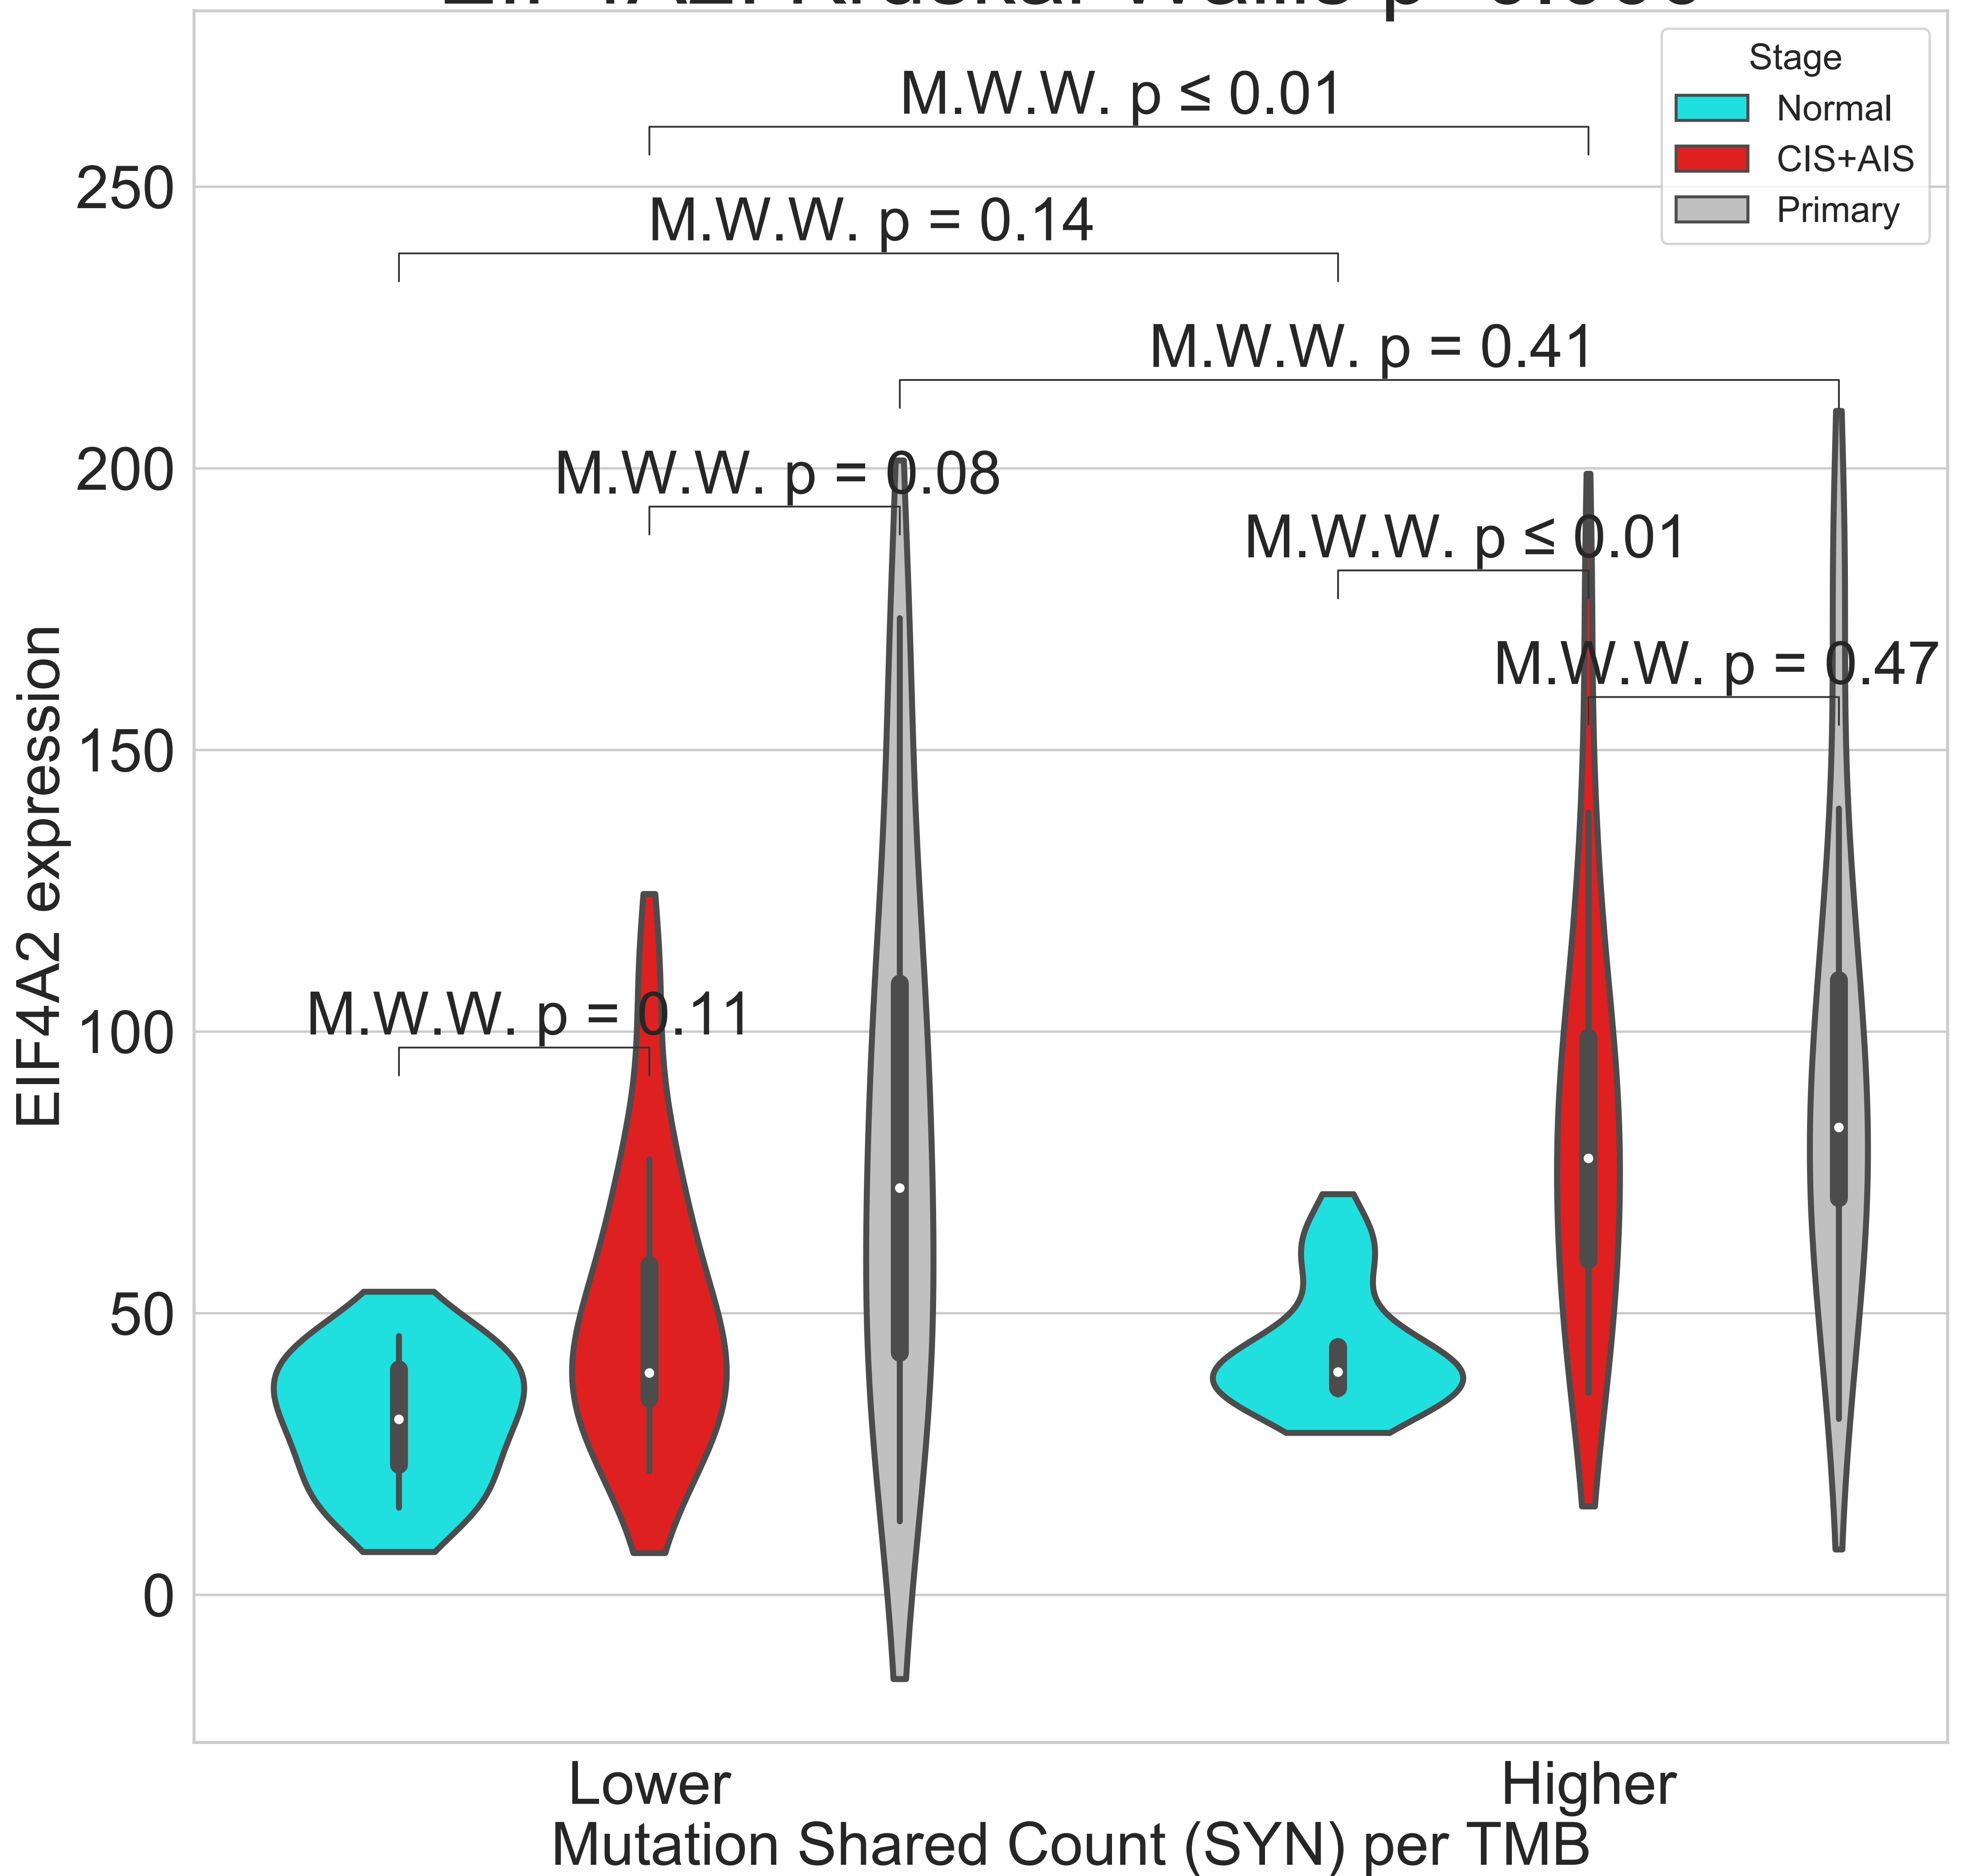 Stage
Normal
CIS+AIS
Primary
M.W.W. p ≤ 0.01
M.W.W. p = 0.14
M.W.W. p = 0.41
M.W.W. p = 0.08
M.W.W. p ≤ 0.01
M.W.W. p = 0.47
M.W.W. p = 0.11
250
200
150
100
50
0
EIF4A2 expression
Lower
Higher
Mutation Shared Count (SYN) per TMB